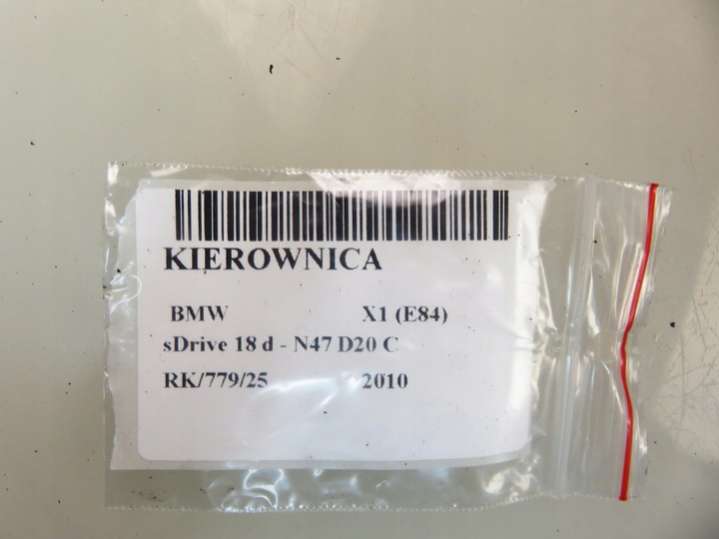 KIEROWNICA
BMW X1 (E84)
sDrive 18 d - N47 D20 C
RK/779/25 2010